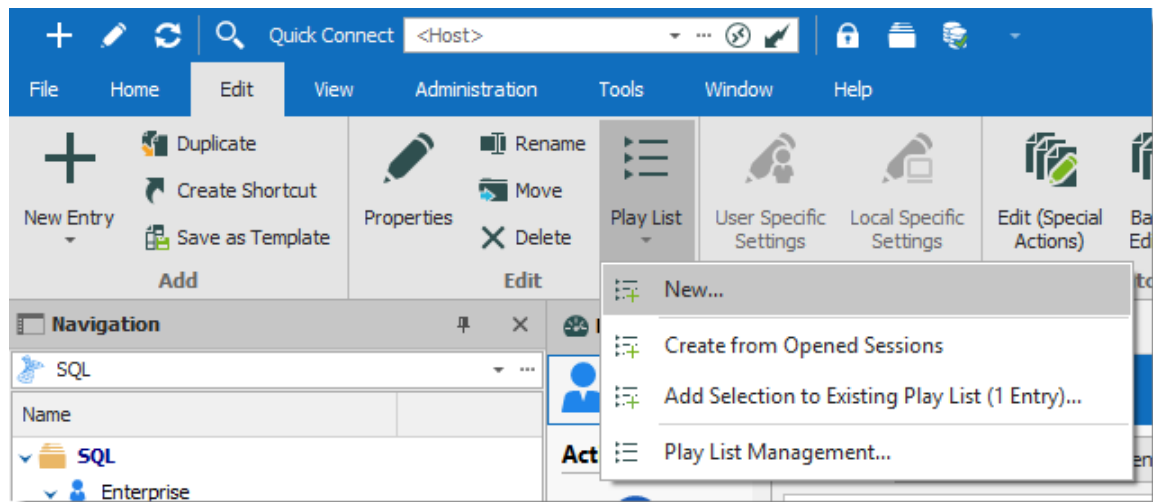 Quick Connect <Host>
File Home Edit View Administration Tools Window Help
New Entry
Duplicate
Create Shortcut
Save as Template
Add
Properties
Rename
Move
Delete
Edit
Play List
User Specific
Settings
Local Specific
Settings
Edit (Special
Actions)
New...
Create from Opened Sessions
Add Selection to Existing Play List (1 Entry)...
Play List Management...
Navigation
SQL
Name
SQL
Enterprise